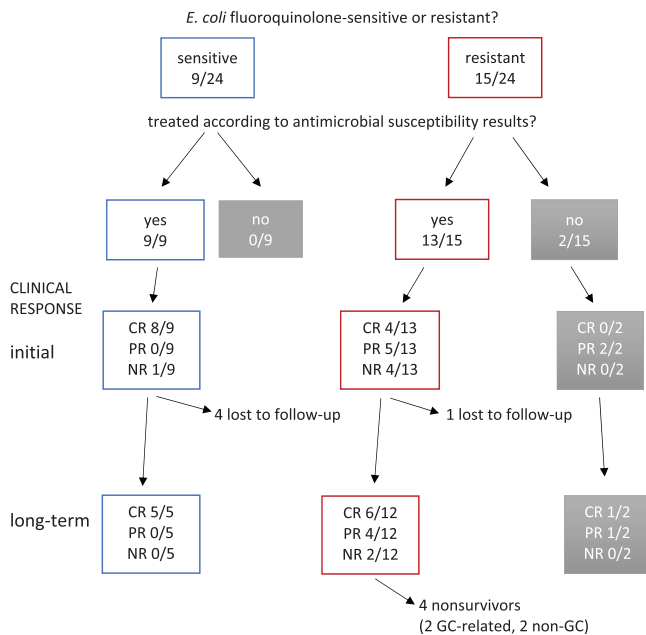 E. coli fluoroquinolone-sensitive or resistant?
sensitive
9/24
resistant
15/24
treated according to antimicrobial susceptibility results?
yes
9/9
no
0/9
yes
13/15
no
2/15
CLINICAL
RESPONSE
initial
CR 8/9
PR 0/9
NR 1/9
CR 4/13
PR 5/13
NR 4/13
CR 0/2
PR 2/2
NR 0/2
4 lost to follow-up
1 lost to follow-up
long-term
CR 5/5
PR 0/5
NR 0/5
CR 6/12
PR 4/12
NR 2/12
CR 1/2
PR 1/2
NR 0/2
4 nonsurvivors
(2 GC-related, 2 non-GC)